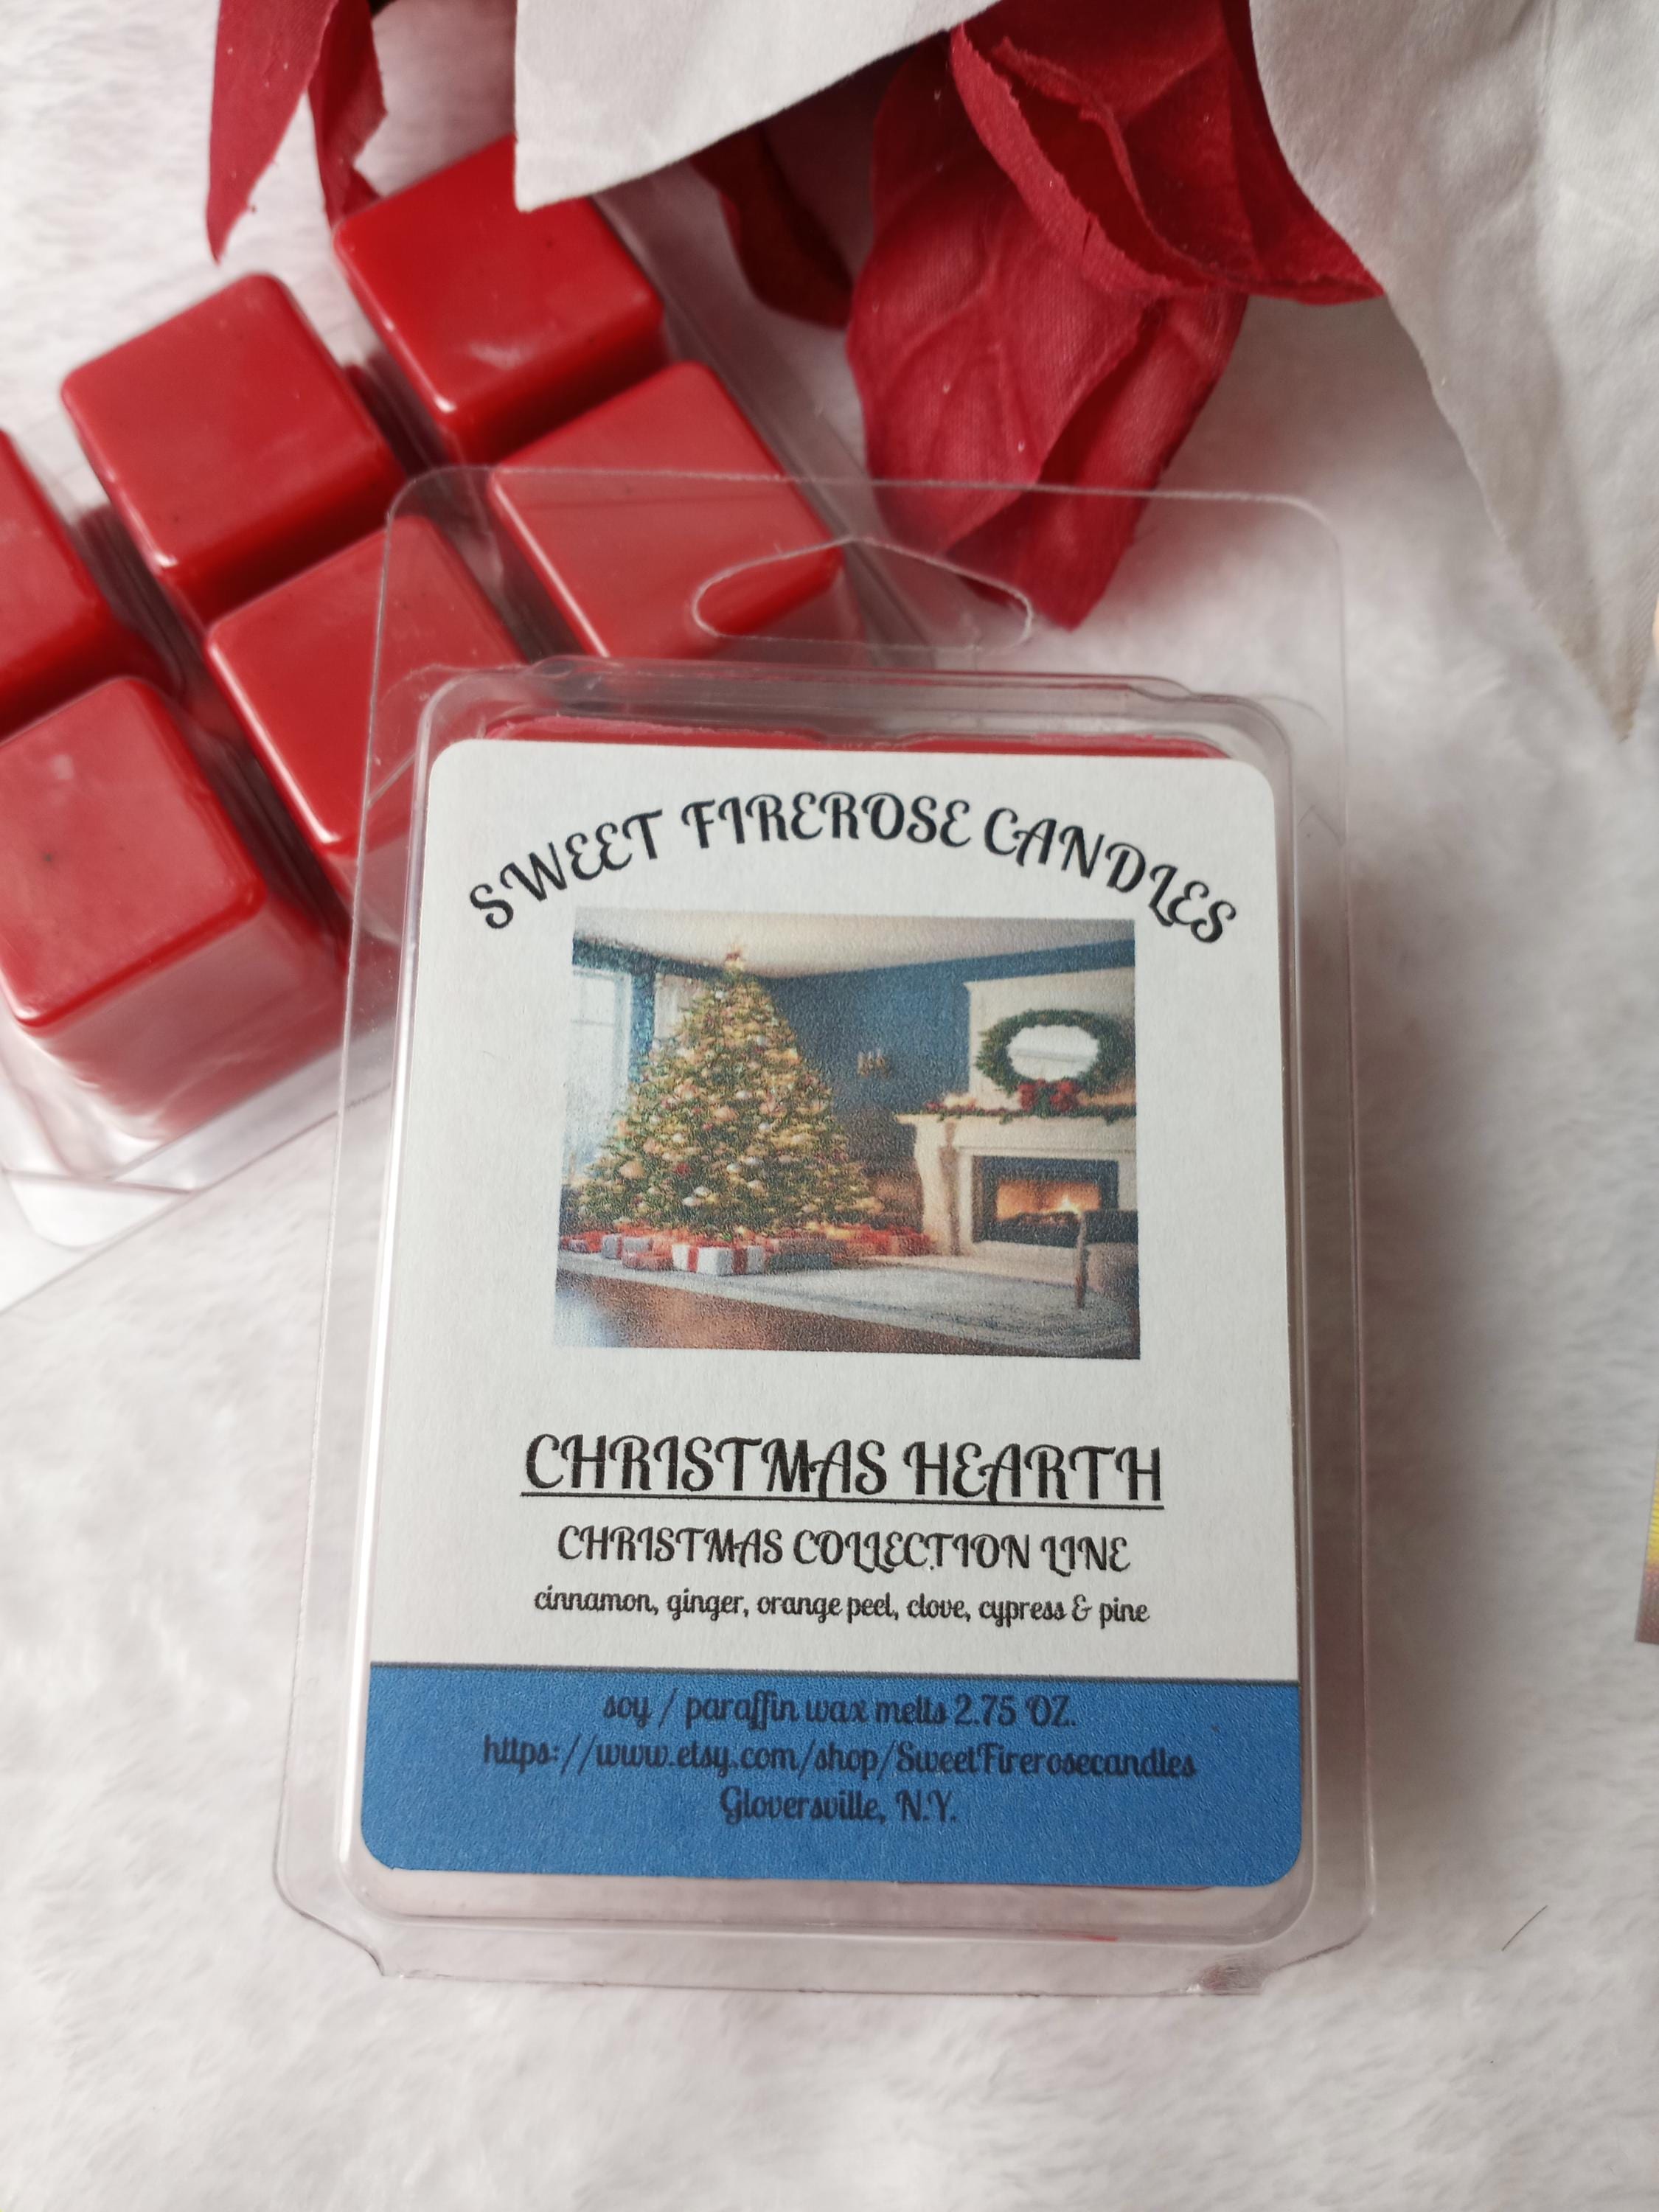 SWEET FIREROSE CANDLES
CHRISTMAS HEARTH
CHRISTMAS COLLECTION LINE
cinnamon, ginger, orange peel, clove, cypress & pine
soy / paraffin wax melts 2.75 OZ.
https://www.etsy.com/shop/SweetFirerosecandles
Gloversville, N.Y.